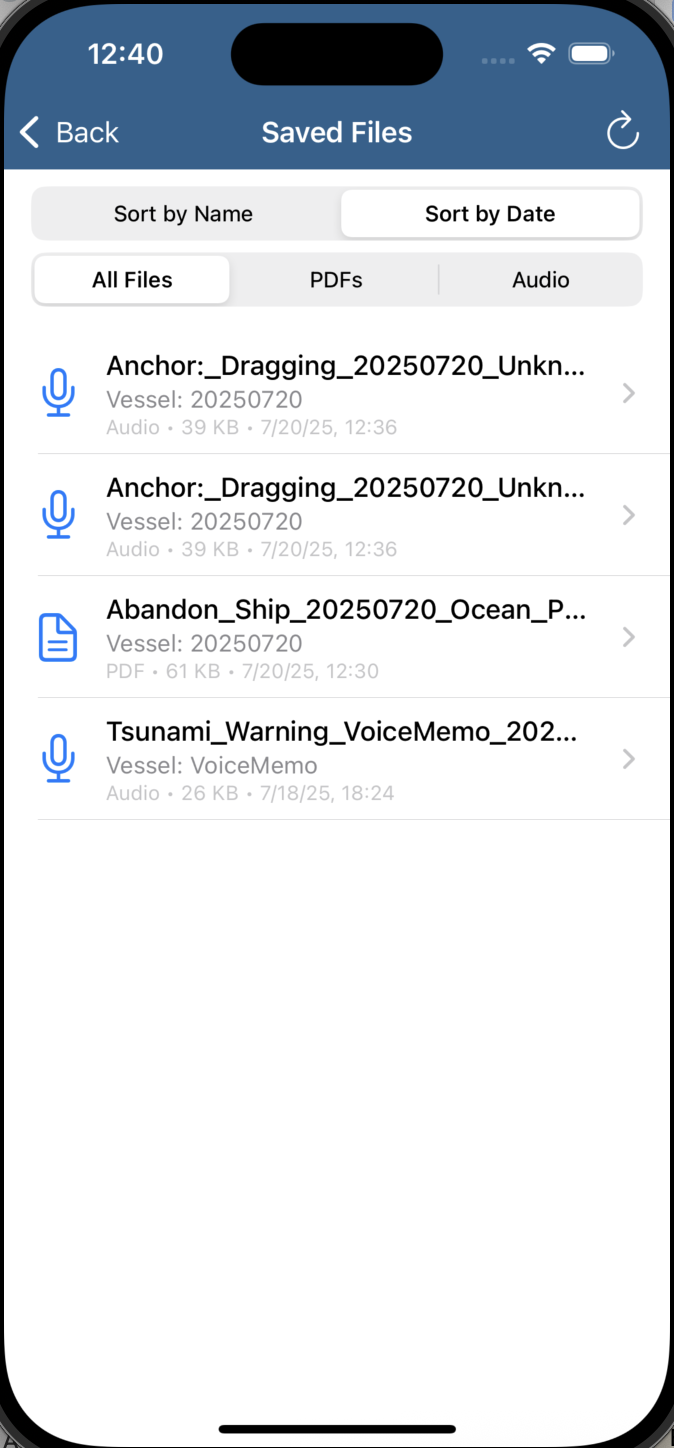 12:40
Back
Saved Files
Sort by Name
Sort by Date
All Files
PDFs
Audio
Anchor:_Dragging_20250720_Unkn...
Vessel: 20250720
Audio • 39 KB • 7/20/25, 12:36
Anchor:_Dragging_20250720_Unkn...
Vessel: 20250720
Audio • 39 KB • 7/20/25, 12:36
Abandon_Ship_20250720_Ocean_P...
Vessel: 20250720
PDF • 61 KB • 7/20/25, 12:30
Tsunami_Warning_VoiceMemo_202...
Vessel: VoiceMemo
Audio • 26 KB • 7/18/25, 18:24